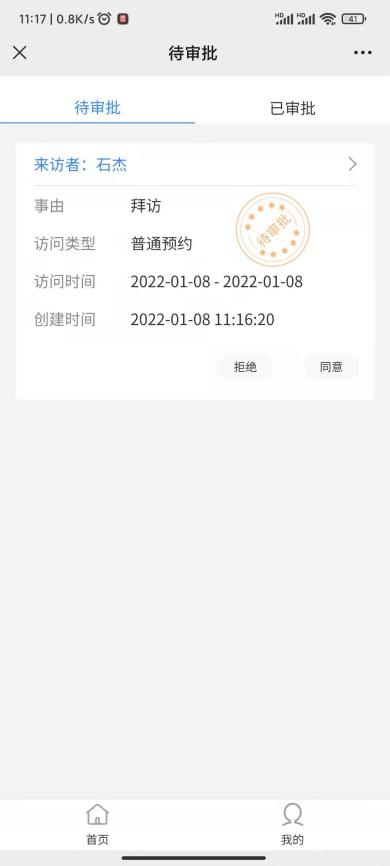 11:17 | 0.8K/s
HD HD 41
待审批
待审批 已审批
来访者：石杰
事由 拜访
待审批
访问类型 普通预约
访问时间 2022-01-08 - 2022-01-08
创建时间 2022-01-08 11:16:20
拒绝 同意
首页 我的